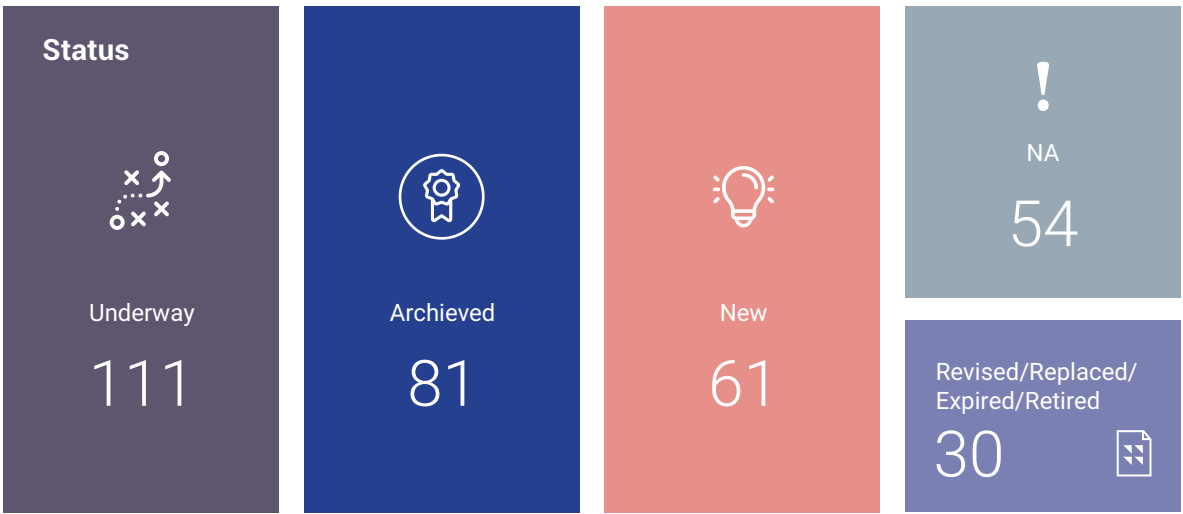 Status
Underway
111
Archieved
81
New
61
!
NA
54
Revised/Replaced/
Expired/Retired
30